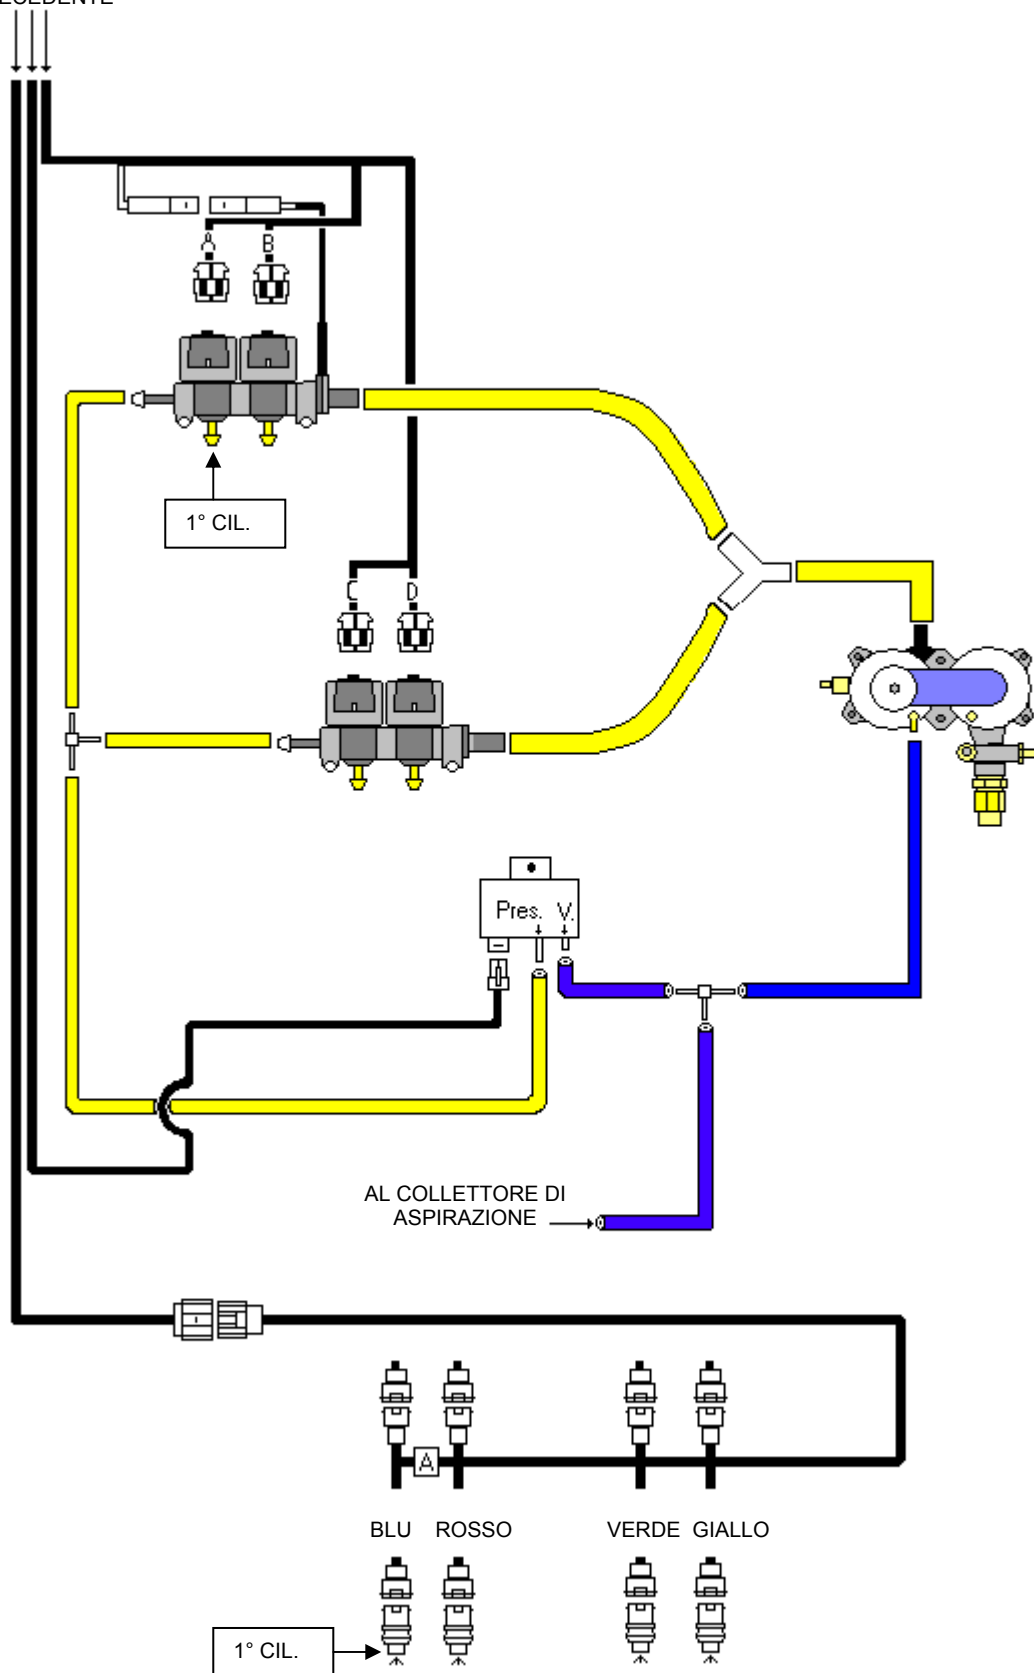 A B
1° CIL.
C D
Pres. V.
AL COLLETTORE DI
ASPIRAZIONE
A
BLU ROSSO VERDE GIALLO
1° CIL.